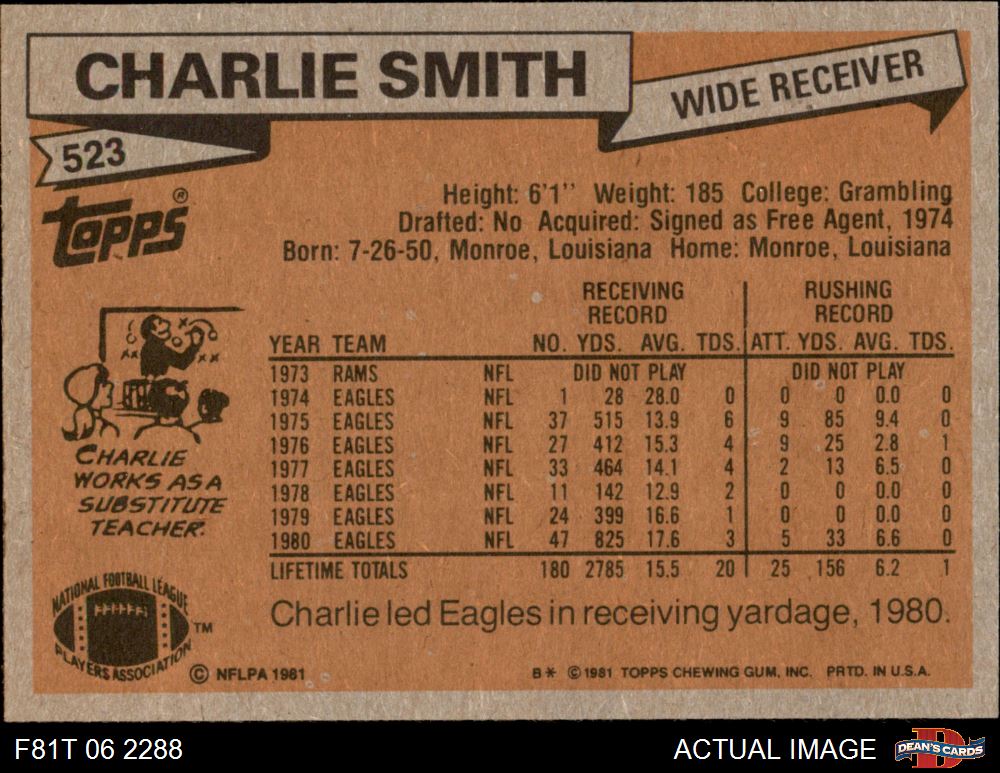 CHARLIE SMITH
WIDE RECEIVER
523
Topps®
Height: 6'1'' Weight: 185 College: Grambling
Drafted: No Acquired: Signed as Free Agent, 1974
Born: 7-26-50, Monroe, Louisiana Home: Monroe, Louisiana
RECEIVING RECORD RUSHING RECORD
YEAR TEAM NO. YDS. AVG. TDS. ATT. YDS. AVG. TDS.
1973 RAMS NFL DID NOT PLAY DID NOT PLAY
1974 EAGLES NFL 1 28 28.0 0 0 0 0.0 0
1975 EAGLES NFL 37 515 13.9 6 9 85 9.4 0
1976 EAGLES NFL 27 412 15.3 4 9 25 2.8 1
1977 EAGLES NFL 33 464 14.1 4 2 13 6.5 0
1978 EAGLES NFL 11 142 12.9 2 0 0 0.0 0
1979 EAGLES NFL 24 399 16.6 1 0 0 0.0 0
1980 EAGLES NFL 47 825 17.6 3 5 33 6.6 0
LIFETIME TOTALS 180 2785 15.5 20 25 156 6.2 1
CHARLIE
WORKS AS A
SUBSTITUTE
TEACHER.
Charlie led Eagles in receiving yardage, 1980.
NATIONAL FOOTBALL LEAGUE
PLAYERS ASSOCIATION
TM
© NFLPA 1981
B* © 1981 TOPPS CHEWING GUM, INC. PRTD. IN U.S.A.
F81T 06 2288
ACTUAL IMAGE
D
DEAN'S CARDS